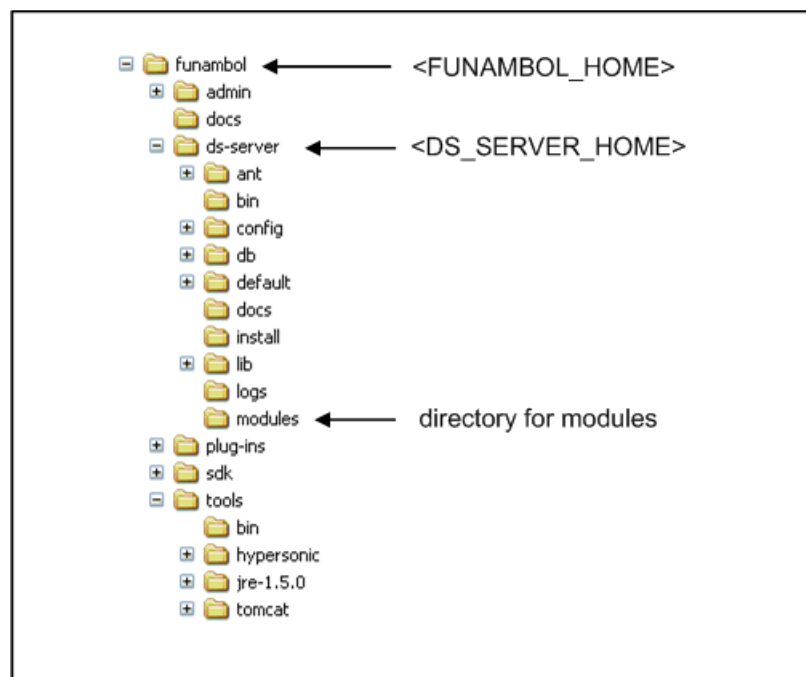 funambol <FUNAMBOL_HOME>
admin
docs
ds-server <DS_SERVER_HOME>
ant
bin
config
db
default
docs
install
lib
logs
modules directory for modules
plug-ins
sdk
tools
bin
hypersonic
jre-1.5.0
tomcat